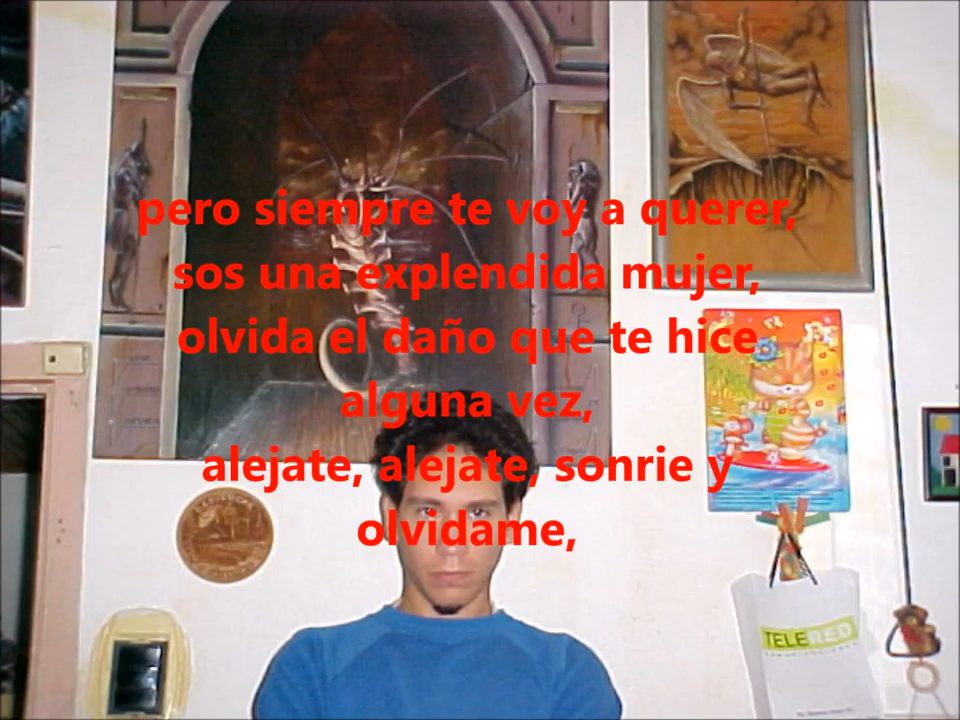 pero siempre te voy a querer,
sos una explendida mujer,
olvida el daño que te hice
alguna vez,
alejate, alejate, sonrie y
olvidame,
TELERED